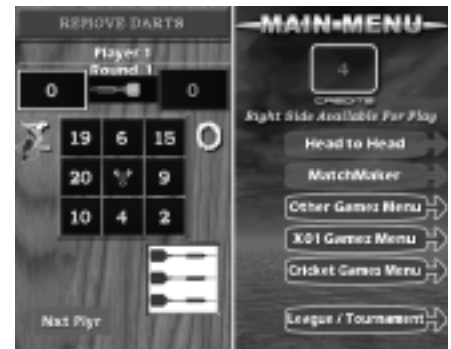 REMOVE DARTS
Player 1
Round 1
0
0
X
19
6
15
O
20
9
10
4
2
Nxt Plyr
MAIN-MENU
4
CREDITS
Right Side Available For Play
Head to Head
MatchMaker
Other Games Menu
X01 Games Menu
Cricket Games Menu
League / Tournament